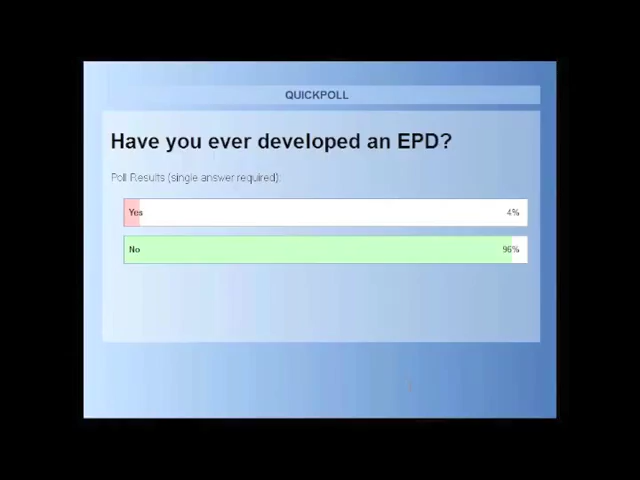 QUICKPOLL
Have you ever developed an EPD?
Poll Results (single answer required):
Yes 4%
No 96%